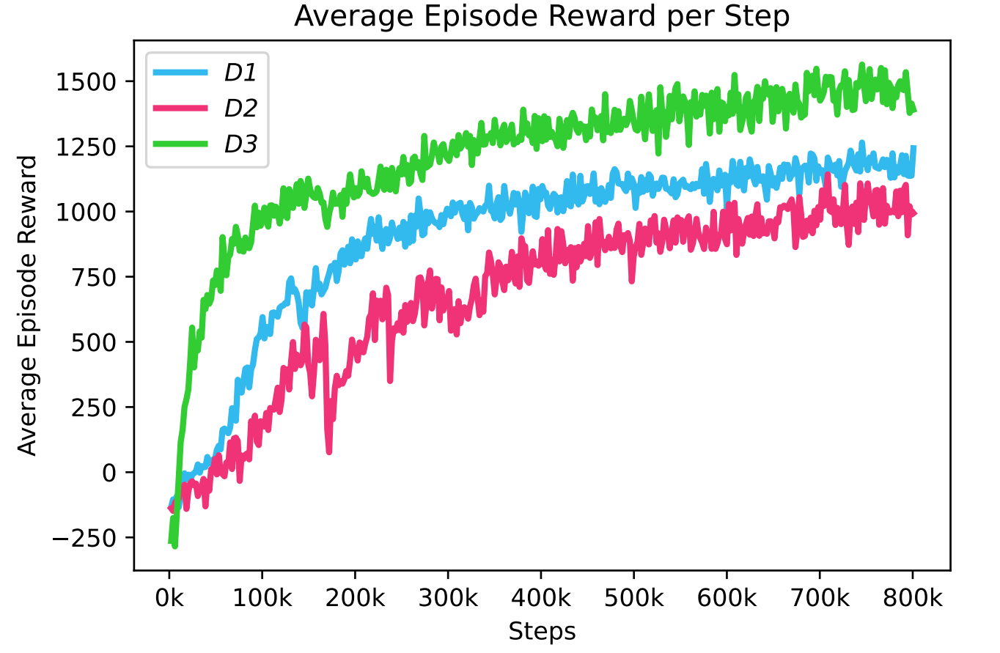 Average Episode Reward per Step
D1
D2
D3
Average Episode Reward
1500
1250
1000
750
500
250
0
−250
0k 100k 200k 300k 400k 500k 600k 700k 800k
Steps